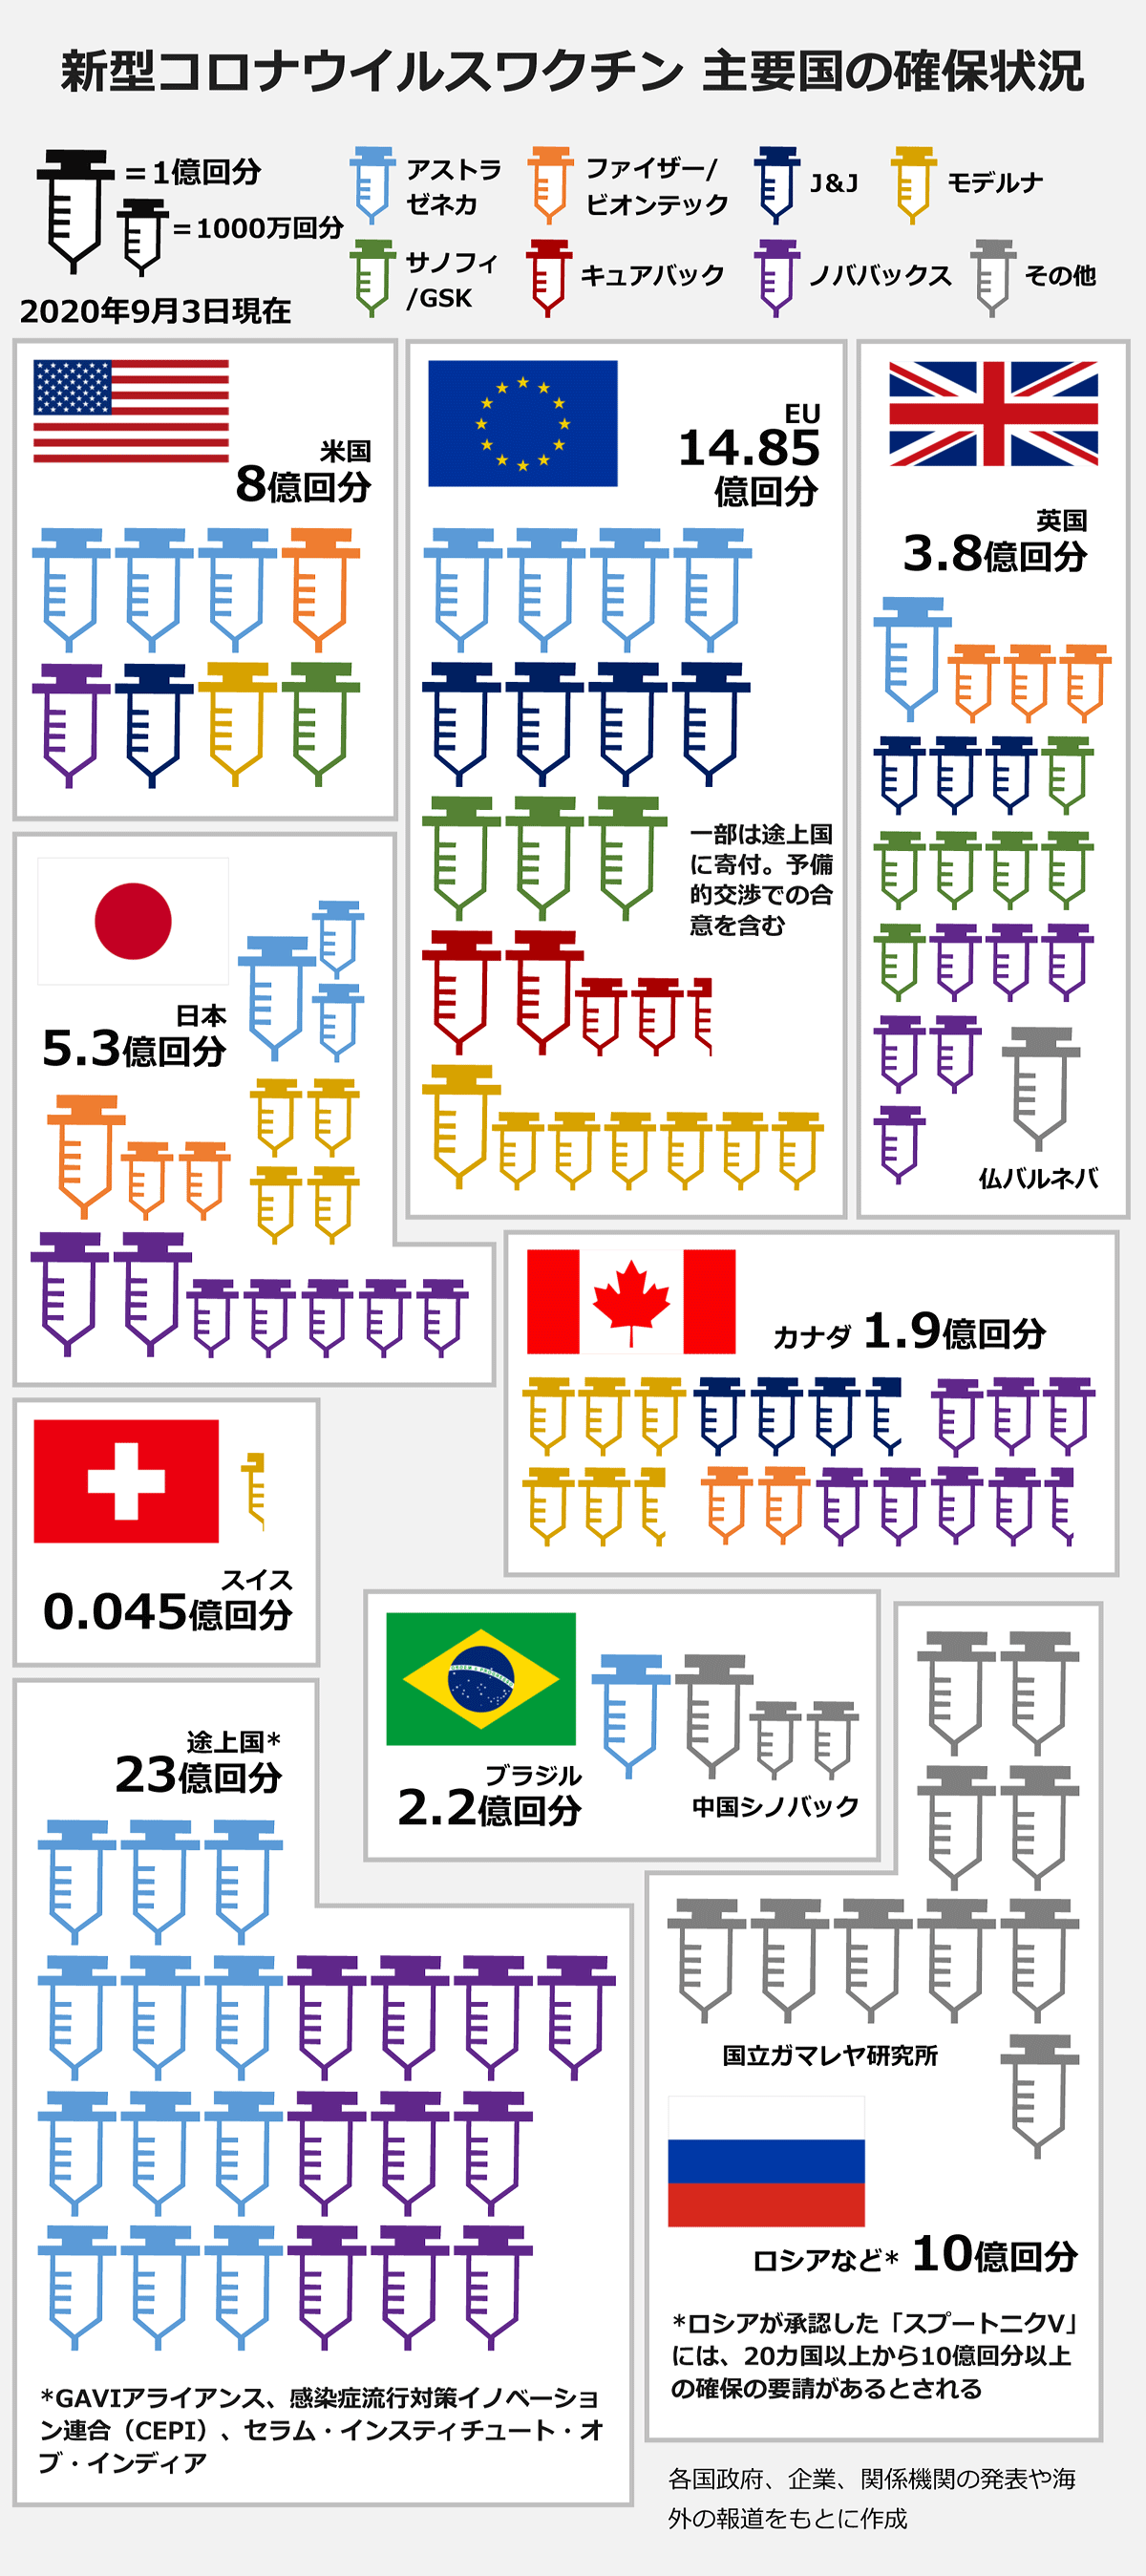 新型コロナウイルスワクチン 主要国の確保状況
=1億回分
=1000万回分
2020年9月3日現在
アストラ
ゼネカ
ファイザー/
ビオンテック
J&J
モデルナ
サノフィ
/GSK
キュアバック
ノババックス
その他
米国
8億回分
EU
14.85
億回分
一部は途上国
に寄付。予備
的交渉での合
意を含む
英国
3.8億回分
仏バルネバ
日本
5.3億回分
カナダ 1.9億回分
スイス
0.045億回分
ブラジル
2.2億回分
中国シノバック
途上国*
23億回分
*GAVIアライアンス、感染症流行対策イノベーショ
ン連合（CEPI）、セラム・インスティチュート・オ
ブ・インディア
国立ガマレヤ研究所
ロシアなど* 10億回分
*ロシアが承認した「スプートニクV」
には、20カ国以上から10億回分以上
の確保の要請があるとされる
各国政府、企業、関係機関の発表や海
外の報道をもとに作成